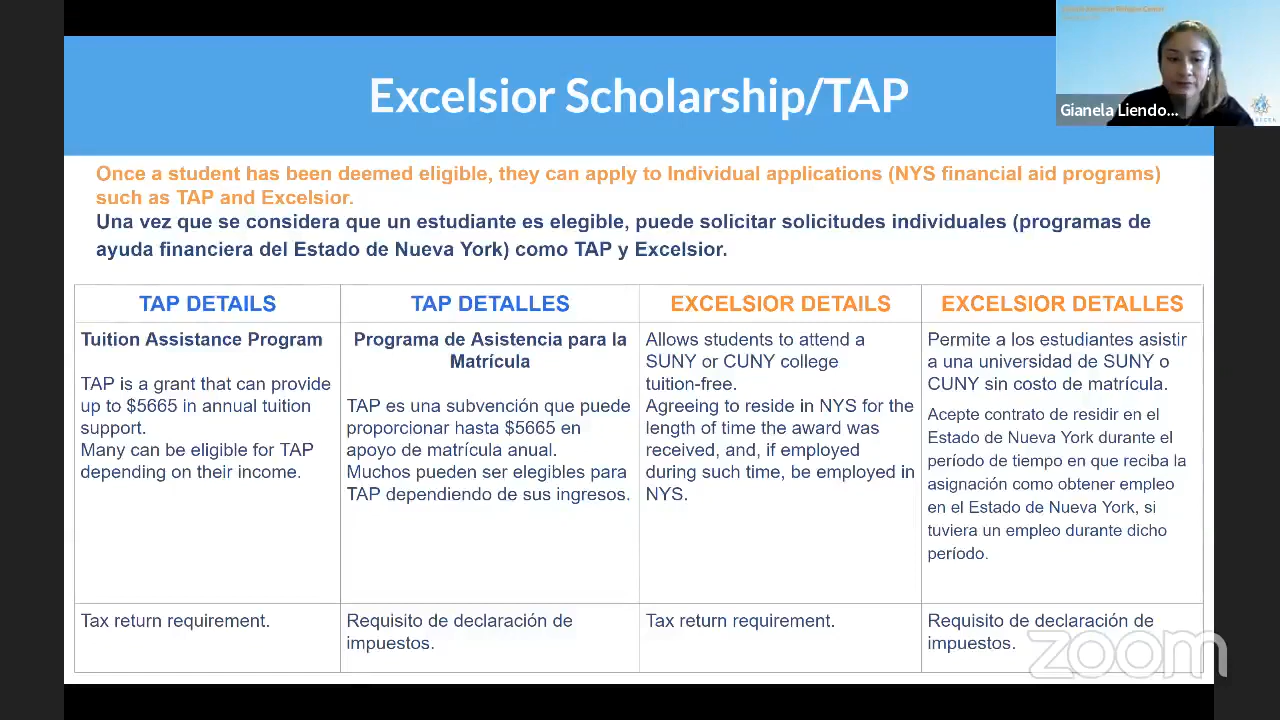 Excelsior Scholarship/TAP
Gianela Liendo...
Once a student has been deemed eligible, they can apply to Individual applications (NYS financial aid programs)
such as TAP and Excelsior.
Una vez que se considera que un estudiante es elegible, puede solicitar solicitudes individuales (programas de
ayuda financiera del Estado de Nueva York) como TAP y Excelsior.
TAP DETAILS
Tuition Assistance Program
TAP is a grant that can provide
up to $5665 in annual tuition
support.
Many can be eligible for TAP
depending on their income.
Tax return requirement.
TAP DETALLES
Programa de Asistencia para la
Matrícula
TAP es una subvención que puede
proporcionar hasta $5665 en
apoyo de matrícula anual.
Muchos pueden ser elegibles para
TAP dependiendo de sus ingresos.
Requisito de declaración de
impuestos.
EXCELSIOR DETAILS
Allows students to attend a
SUNY or CUNY college
tuition-free.
Agreeing to reside in NYS for the
length of time the award was
received, and, if employed
during such time, be employed in
NYS.
Tax return requirement.
EXCELSIOR DETALLES
Permite a los estudiantes asistir
a una universidad de SUNY o
CUNY sin costo de matrícula.
Acepte contrato de residir en el
Estado de Nueva York durante el
período de tiempo en que reciba la
asignación como obtener empleo
en el Estado de Nueva York, si
tuviera un empleo durante dicho
período.
Requisito de declaración de
impuestos.
zoom